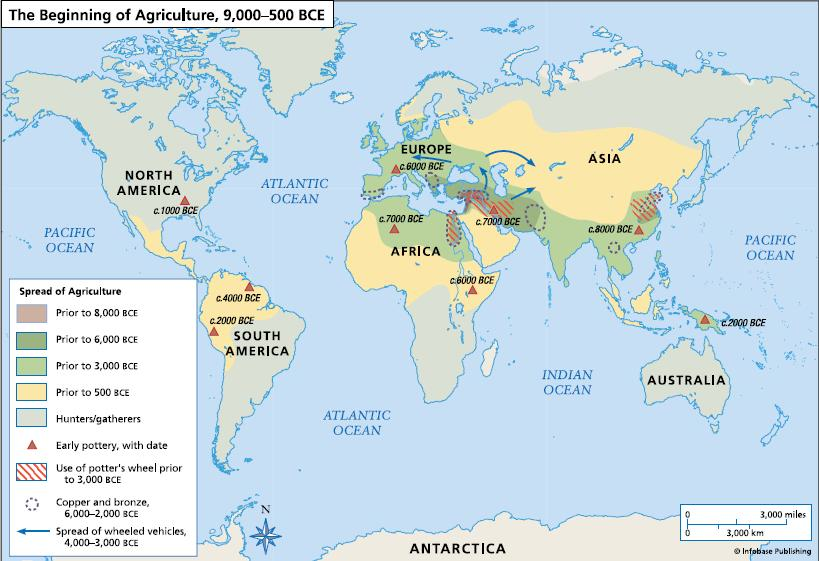 The Beginning of Agriculture, 9,000–500 BCE
EUROPE
c.6000 BCE
ASIA
NORTH
AMERICA
c.1000 BCE
ATLANTIC
OCEAN
PACIFIC
OCEAN
c.7000 BCE
c.7000 BCE
c.8000 BCE
AFRICA
PACIFIC
OCEAN
c.6000 BCE
c.4000 BCE
c.2000 BCE
SOUTH
AMERICA
c.2000 BCE
INDIAN
OCEAN
AUSTRALIA
ATLANTIC
OCEAN
Spread of Agriculture
Prior to 8,000 BCE
Prior to 6,000 BCE
Prior to 3,000 BCE
Prior to 500 BCE
Hunters/gatherers
Early pottery, with date
Use of potter's wheel prior
to 3,000 BCE
Copper and bronze,
6,000–2,000 BCE
Spread of wheeled vehicles,
4,000–3,000 BCE
N
0 3,000 miles
0 3,000 km
ANTARCTICA
© Infobase Publishing